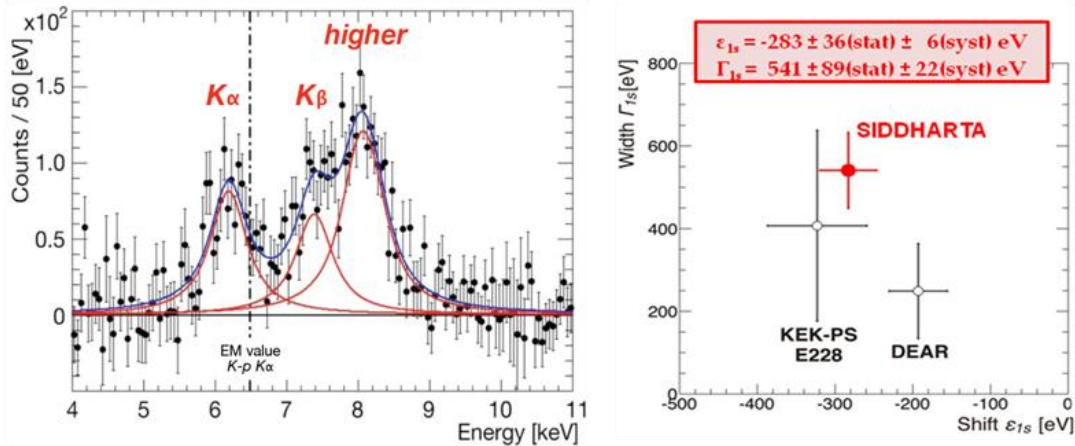 ×10²
Counts / 50 [eV]
2.0
1.5
1.0
0.5
0
Kα
Kβ
higher
EM value
K-p Kα
4 5 6 7 8 9 10 11
Energy [keV]
ε1s = -283 ± 36(stat) ± 6(syst) eV
Γ1s = 541 ± 89(stat) ± 22(syst) eV
Width Γ1s [eV]
800
600
400
200
0
SIDDHARTA
KEK-PS
E228
DEAR
-500 -400 -300 -200 -100 0
Shift ε1s [eV]